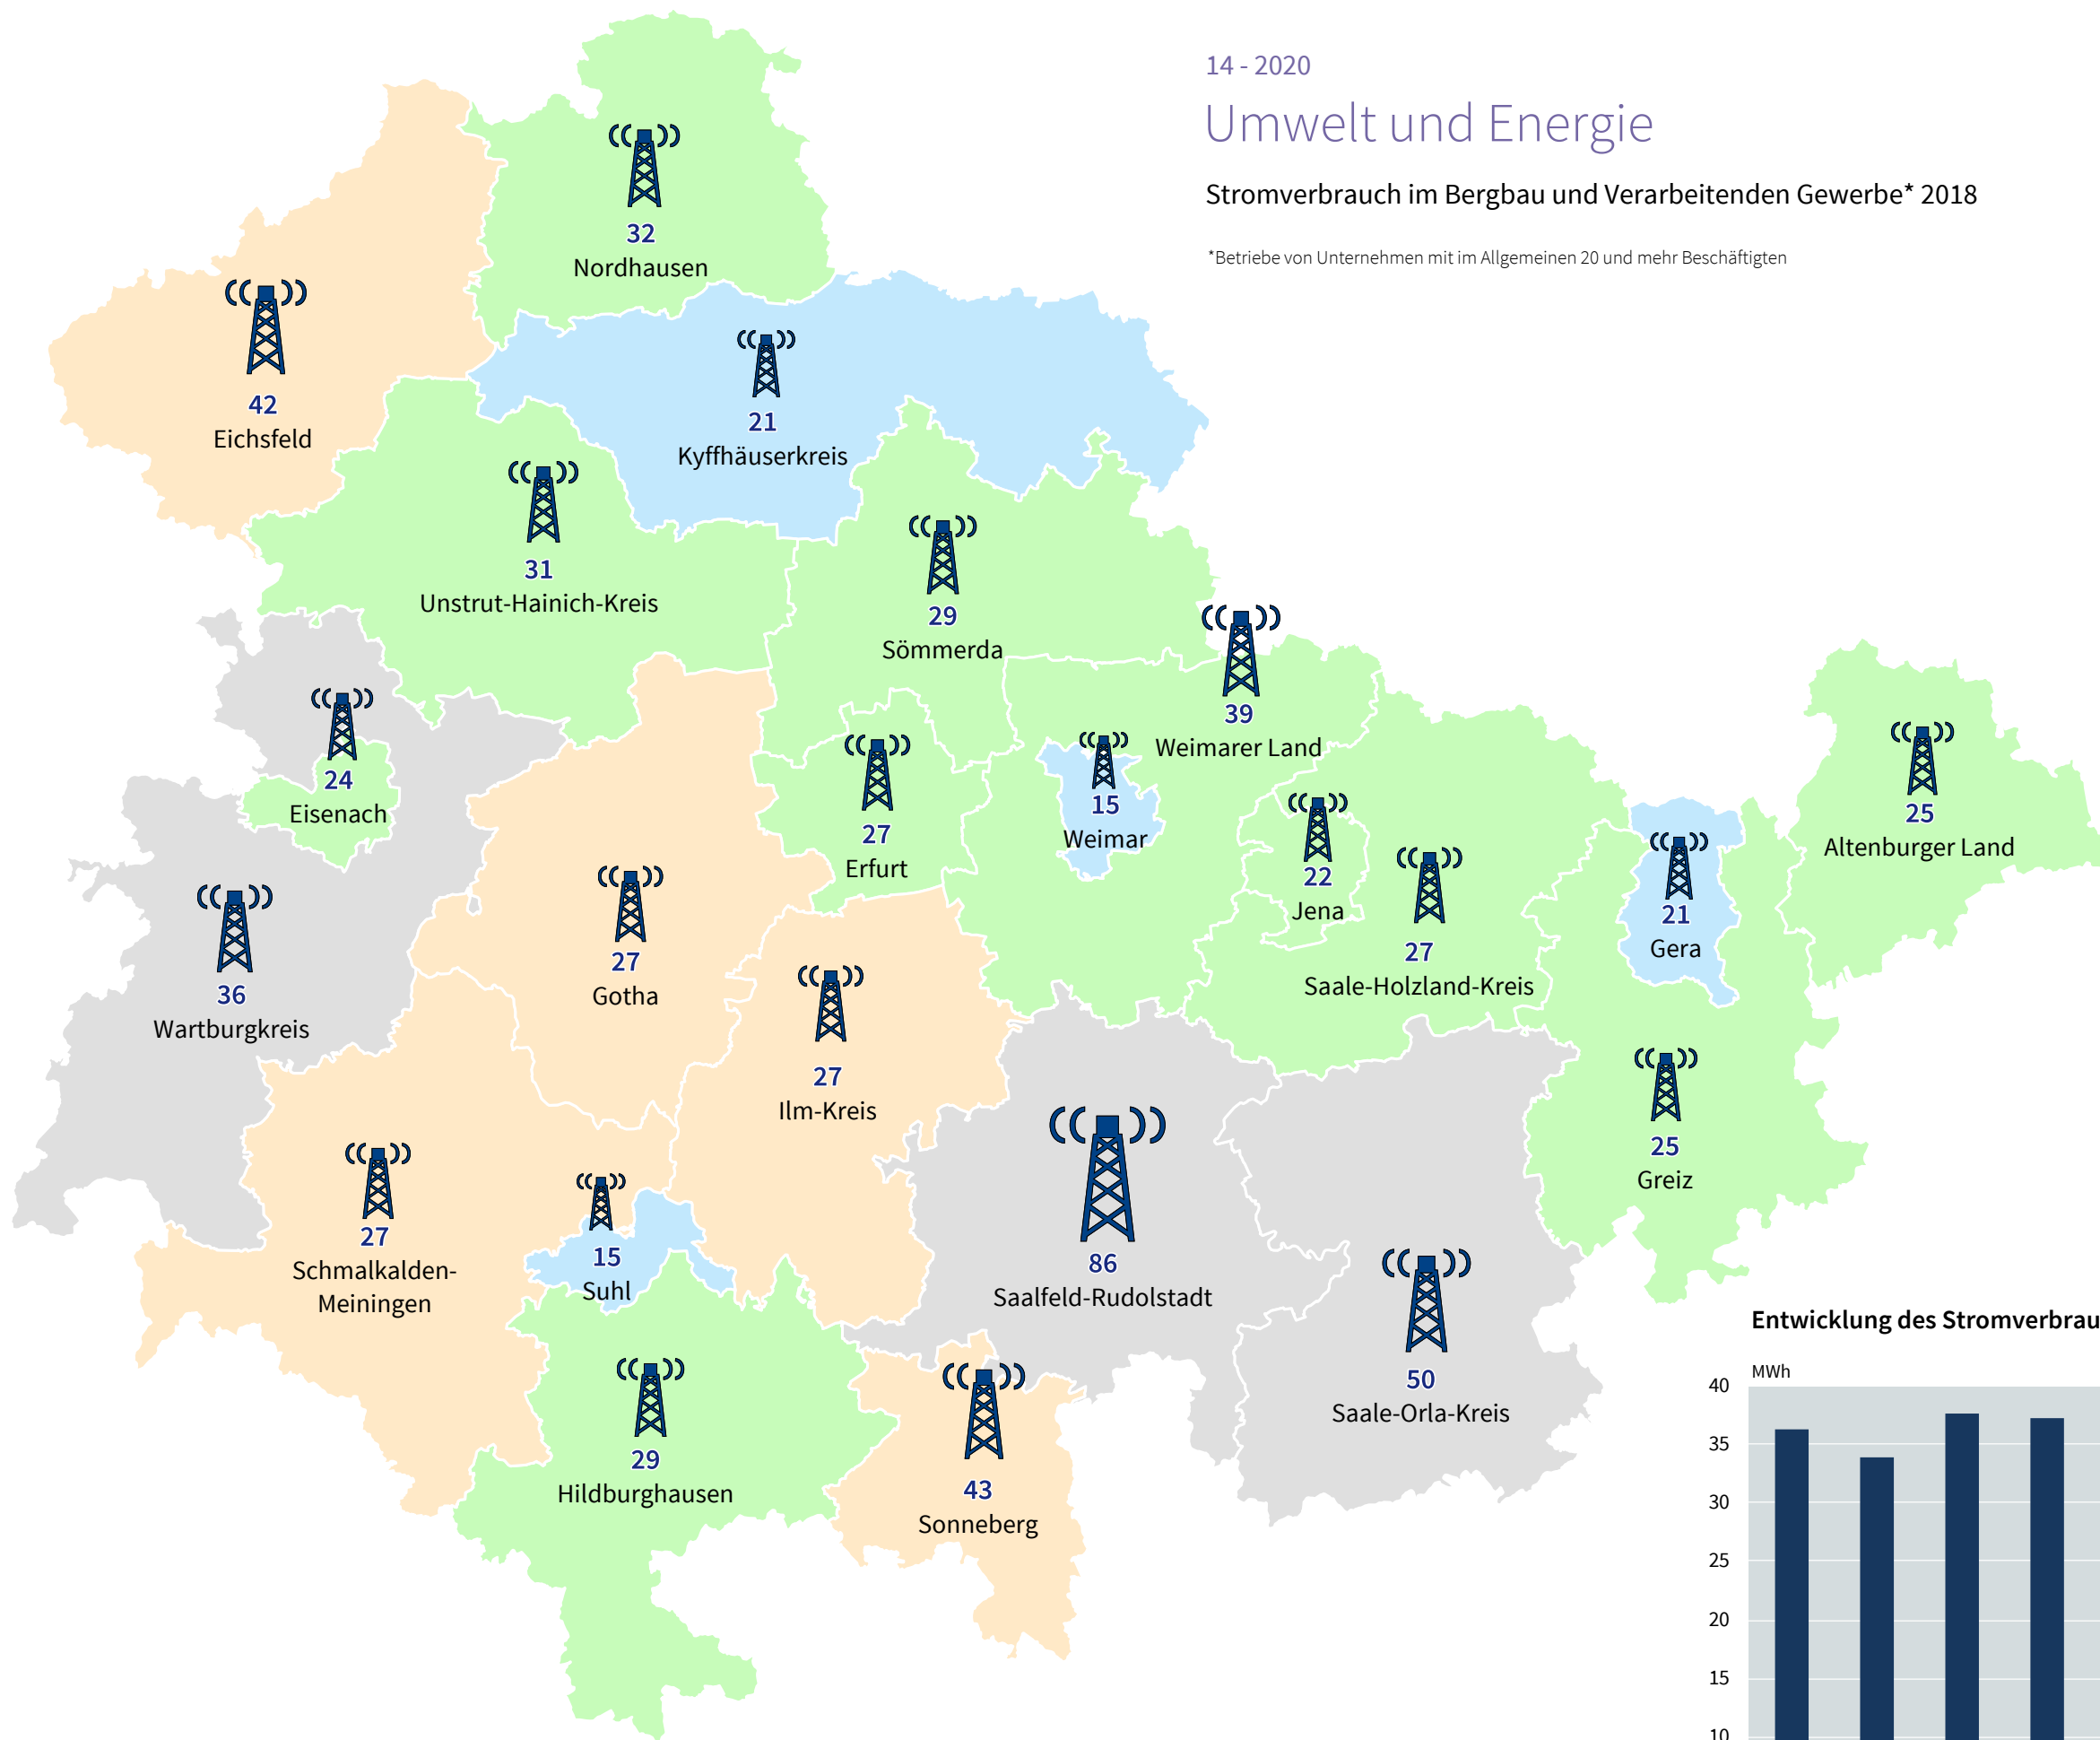 14 - 2020
Umwelt und Energie
Stromverbrauch im Bergbau und Verarbeitenden Gewerbe* 2018
*Betriebe von Unternehmen mit im Allgemeinen 20 und mehr Beschäftigten
32
Nordhausen
42
Eichsfeld
21
Kyffhäuserkreis
31
Unstrut-Hainich-Kreis
29
Sömmerda
39
Weimarer Land
24
Eisenach
27
Erfurt
15
Weimar
22
Jena
27
Saale-Holzland-Kreis
21
Gera
25
Altenburger Land
36
Wartburgkreis
27
Gotha
27
Ilm-Kreis
25
Greiz
27
Schmalkalden-
Meiningen
15
Suhl
86
Saalfeld-Rudolstadt
50
Saale-Orla-Kreis
29
Hildburghausen
43
Sonneberg
Entwicklung des
MWh
40
35
30
25
20
15
10